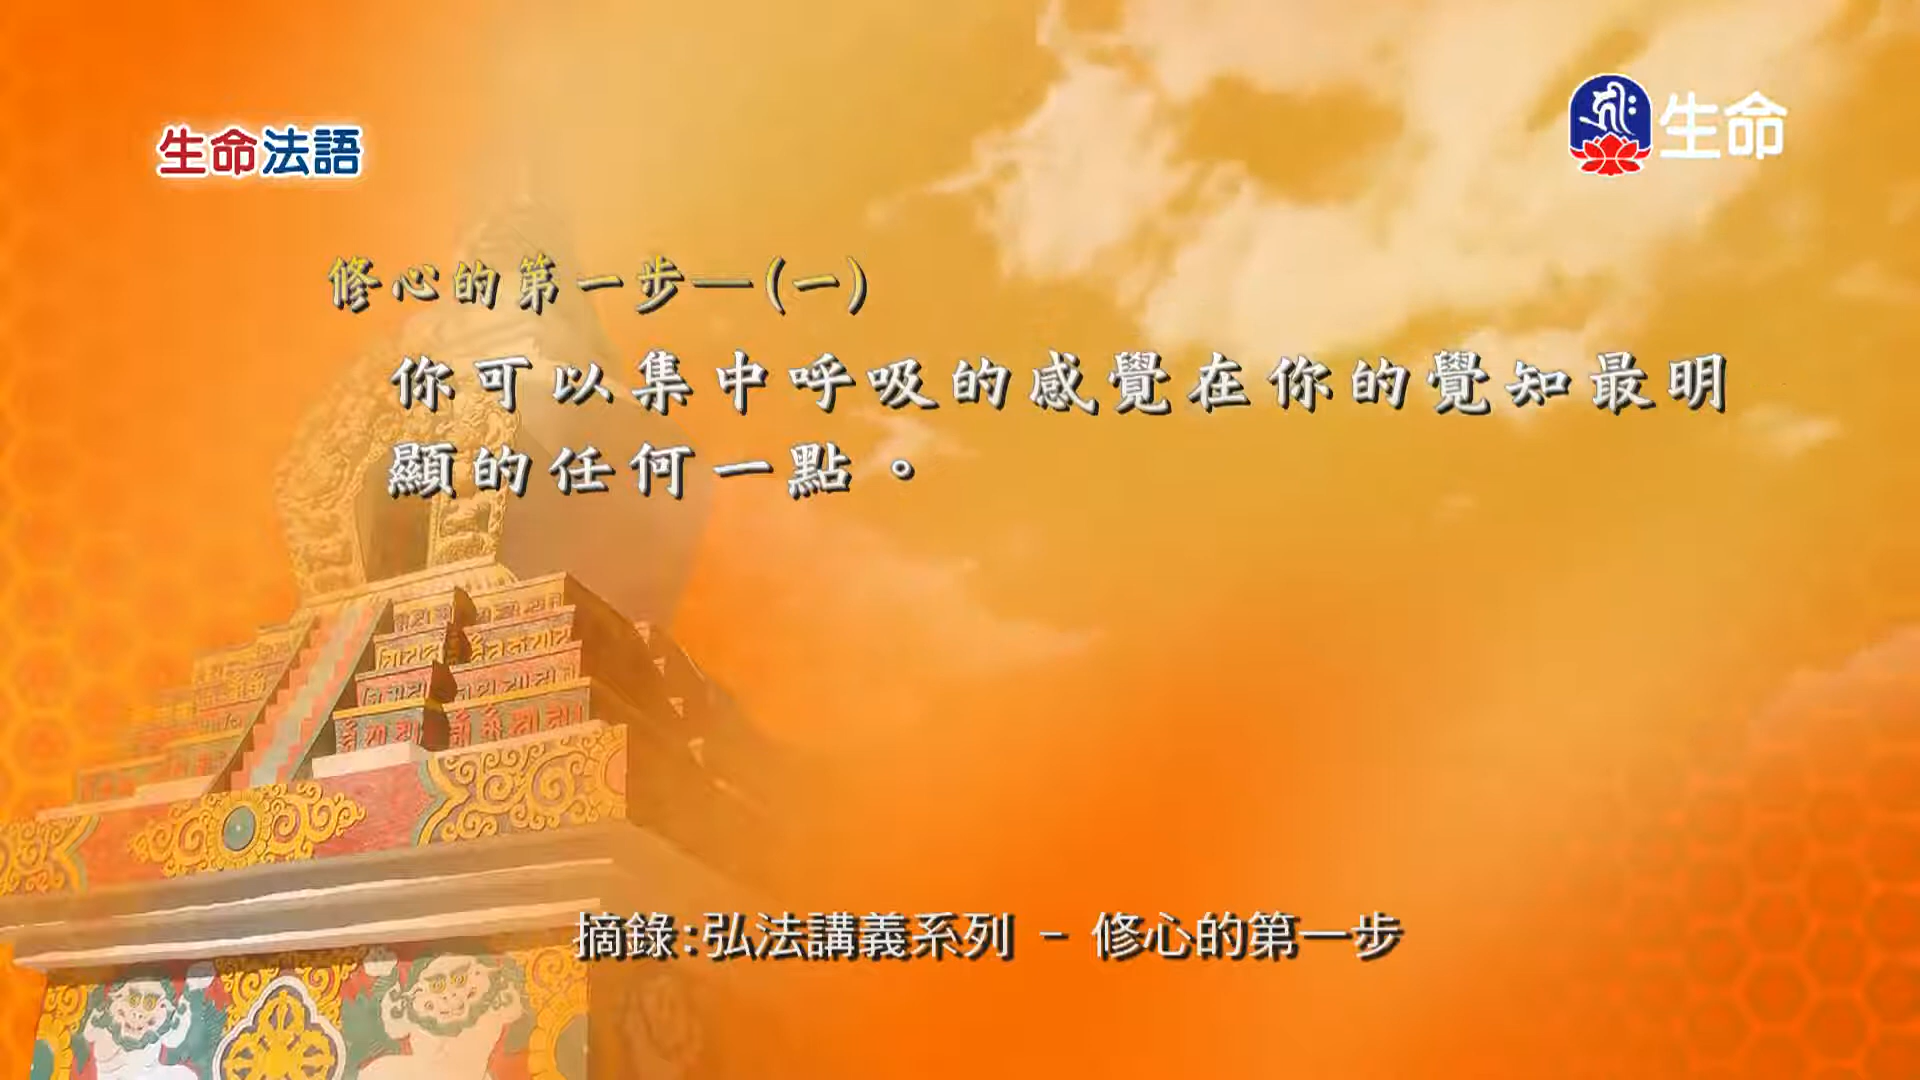 生命法語
生命
修心的第一步—(一)
你可以集中呼吸的感覺在你的覺知最明
顯的任何一點。
摘錄:弘法講義系列 - 修心的第一步